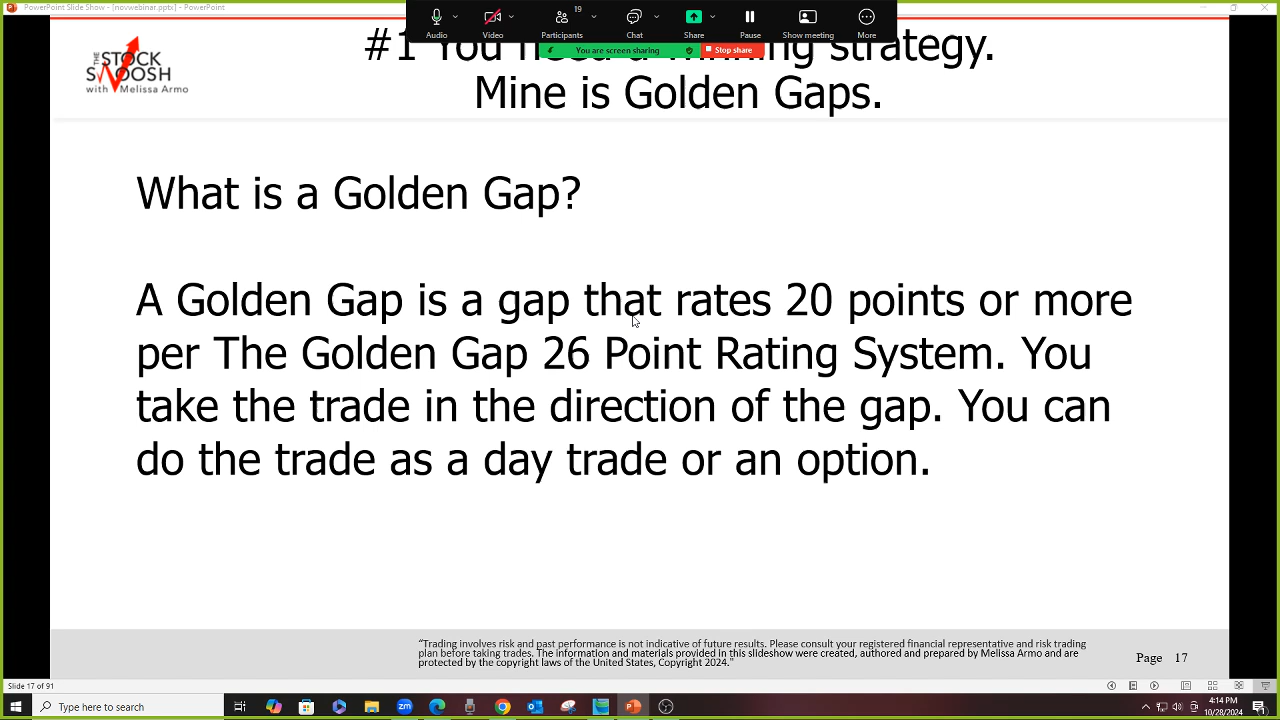 PowerPoint Slide Show - [novwebinar.pptx] - PowerPoint
Audio
Video
19
Participants
Chat
Share
Pause
Show meeting
More
You are screen sharing
Stop share
THE
STOCK
SWOOSH
with Melissa Armo
#1 You need a winning strategy.
Mine is Golden Gaps.
What is a Golden Gap?
A Golden Gap is a gap that rates 20 points or more
per The Golden Gap 26 Point Rating System. You
take the trade in the direction of the gap. You can
do the trade as a day trade or an option.
"Trading involves risk and past performance is not indicative of future results. Please consult your registered financial representative and risk trading
plan before taking trades. The information and materials provided in this slideshow were created, authored and prepared by Melissa Armo and are
protected by the copyright laws of the United States, Copyright 2024."
Page 17
Slide 17 of 91
Type here to search
zm
4:14 PM
10/28/2024